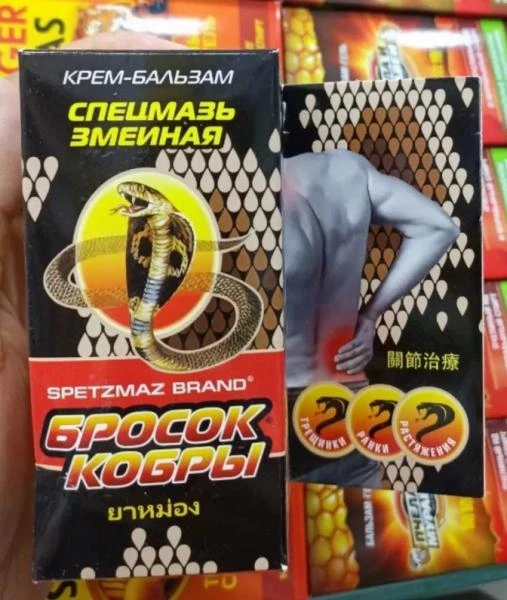 КРЕМ-БАЛЬЗАМ
СПЕЦМАЗЬ
ЗМЕИНАЯ
SPETZMAZ BRAND®
БРОСОК
КОБРЫ®
ยาหม่อง
關節治療
ТРЕЩИНКИ
РАНКИ
РАСТЯЖЕНИЯ